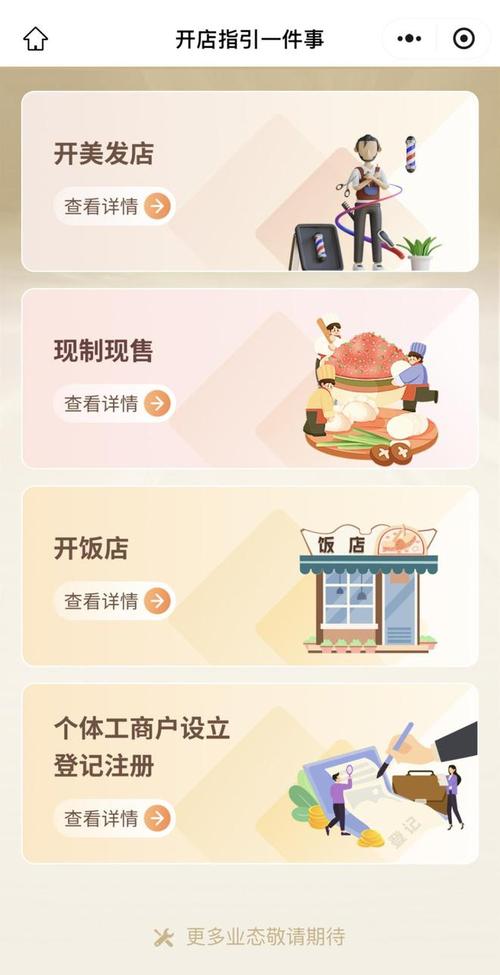 开店指引一件事
开美发店
查看详情
现制现售
查看详情
开饭店
查看详情
饭店
个体工商户设立
登记注册
查看详情
登记
更多业态敬请期待